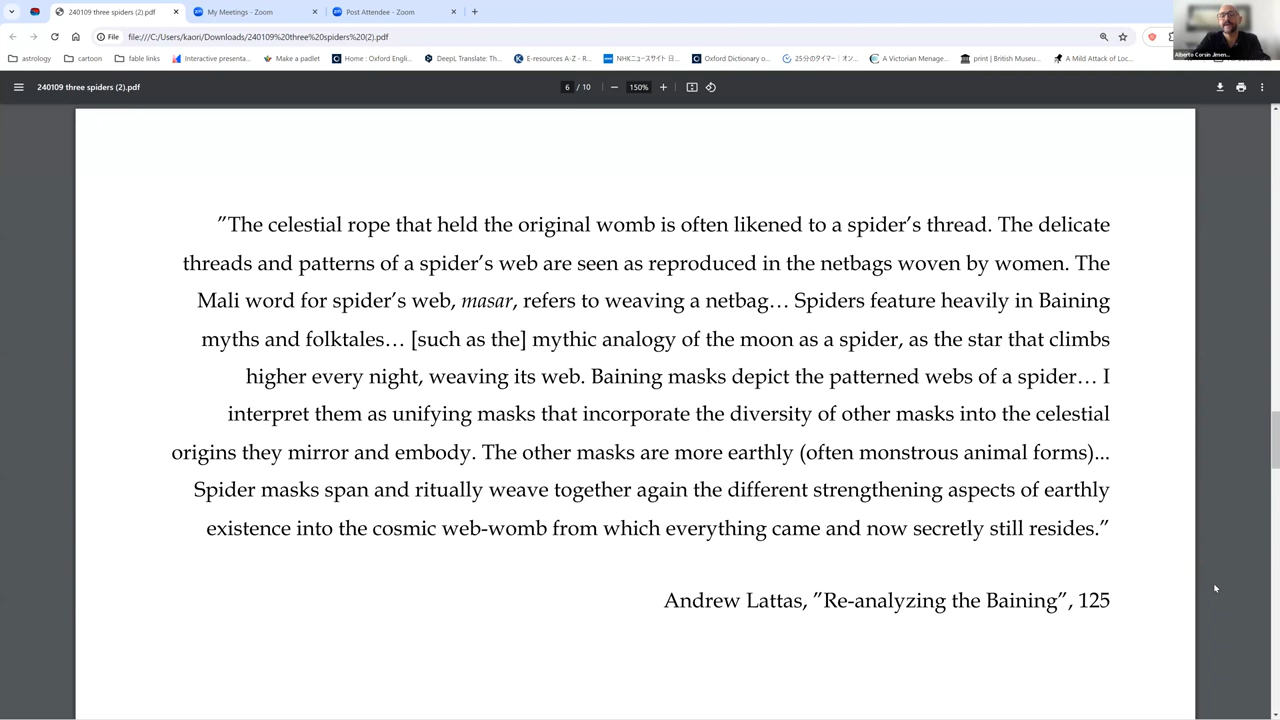 240109 three spiders (2).pdf
My Meetings - Zoom
Post Attendee - Zoom
File
file:///C:/Users/kaori/Downloads/240109%20three%20spiders%20(2).pdf
Alberto Corsin Jimen...
astrology
cartoon
fable links
Interactive presenta...
Make a padlet
Home : Oxford Engli...
DeepL Translate: Th...
E-resources A-Z - R...
NHKニュースサイト 日...
Oxford Dictionary o...
25分のタイマー | オン...
A Victorian Menage...
print | British Museu...
A Mild Attack of Loc...
240109 three spiders (2).pdf
6 / 10
150%
”The celestial rope that held the original womb is often likened to a spider’s thread. The delicate
threads and patterns of a spider’s web are seen as reproduced in the netbags woven by women. The
Mali word for spider’s web, masar, refers to weaving a netbag… Spiders feature heavily in Baining
myths and folktales… [such as the] mythic analogy of the moon as a spider, as the star that climbs
higher every night, weaving its web. Baining masks depict the patterned webs of a spider… I
interpret them as unifying masks that incorporate the diversity of other masks into the celestial
origins they mirror and embody. The other masks are more earthly (often monstrous animal forms)...
Spider masks span and ritually weave together again the different strengthening aspects of earthly
existence into the cosmic web-womb from which everything came and now secretly still resides.”
Andrew Lattas, ”Re-analyzing the Baining”, 125